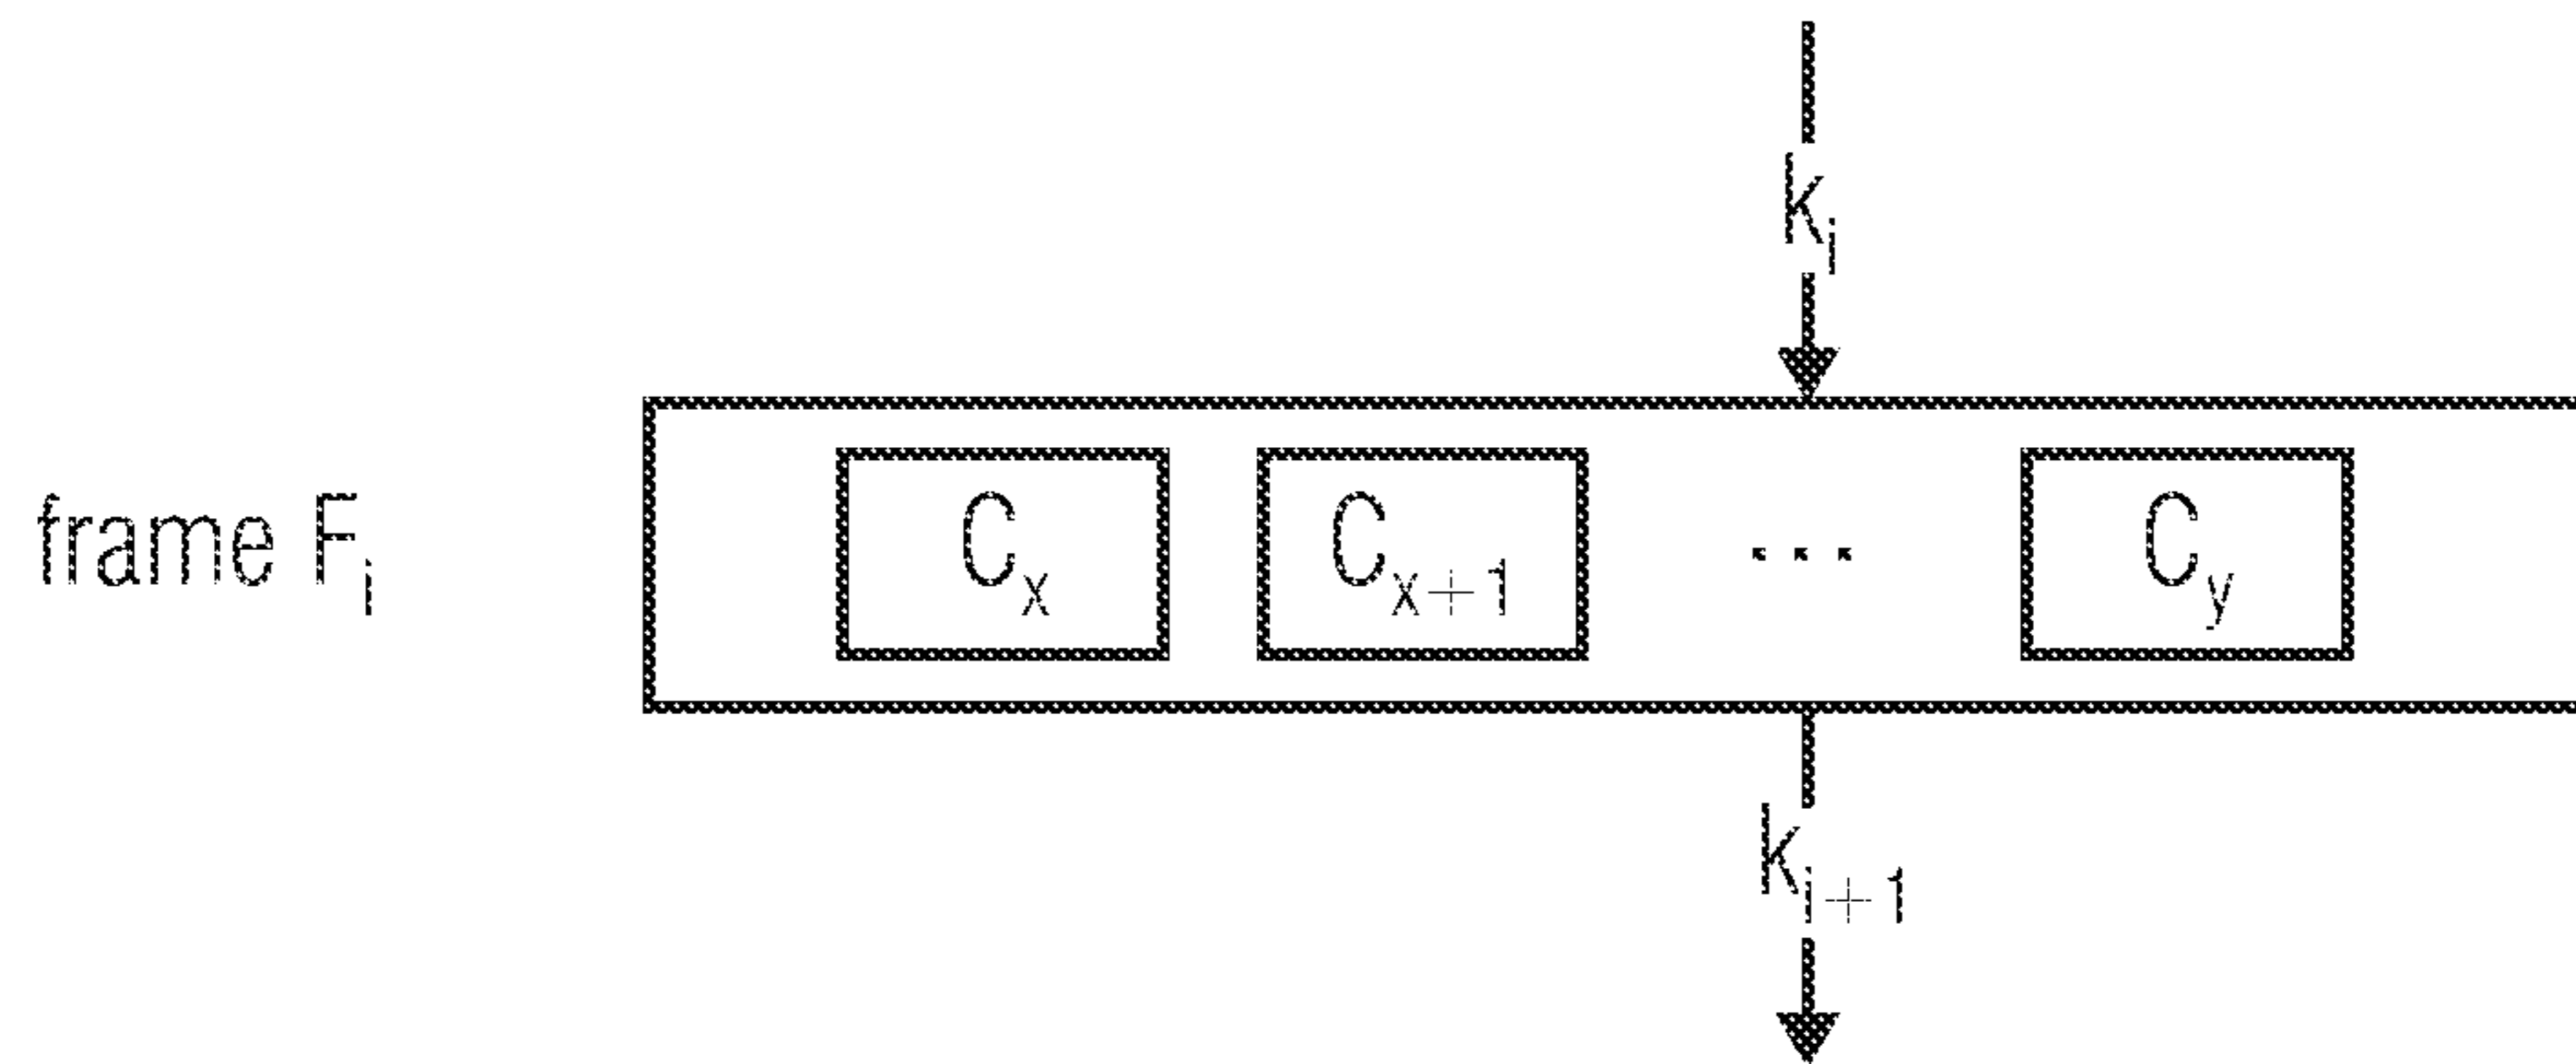 kᵢ
frame Fᵢ Cₓ Cₓ₊₁ ... Cy
kᵢ₊₁